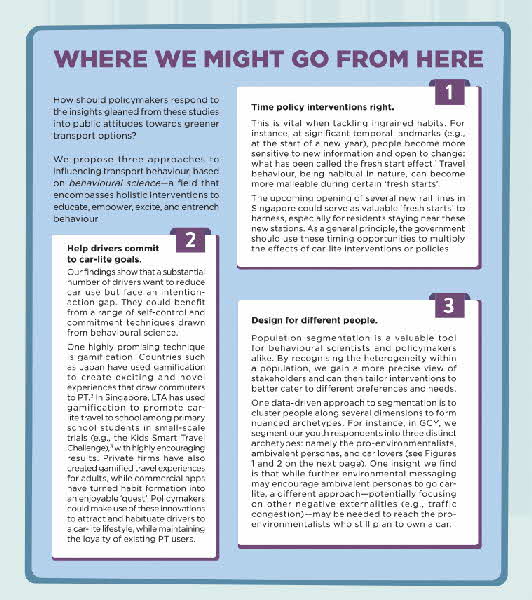 WHERE WE MIGHT GO FROM HERE
How should policymakers respond to
the insights gleaned from these studies
into public attitudes towards greener
transport options?
We propose three approaches to
influencing transport behaviour based
on behavioural science—a field that
encompasses holistic interventions to
educate, empower, excite, and entrench
behaviour
1
Time policy interventions right.
This is vital when tackling ingrained habits. For
instance, at significant temporal landmarks (e.g.,
at the start of a new year), people become more
sensitive to new information and open to change:
what has been called the fresh start effect. Travel
behaviour, being habitual in nature, can become
more malleable during certain 'fresh starts'.
The upcoming opening of several new rail lines in
Singapore could serve as valuable 'fresh starts' to
harness, especially for residents staying near these
new stations. As a general principle, the government
should use these timing opportunities to multiply
the effects of car lite interventions or policies
2
Help drivers commit
to car-lite goals.
Our findings show that a substantial
number of drivers want to reduce
car use but face an intention-
action gap. They could benefit
from a range of self-control and
commitment techniques drawn
from behavioural science.
One highly promising technique
is gamification. Countries such
as Japan have used gamification
to create exciting and novel
experiences that draw commuters
to PT.² In Singapore, LTA has used
gamification to promote car-
lite travel to school among primary
school students in small-scale
trials (e.g., the Kids Smart Travel
Challenge),³ with highly encouraging
results. Private firms have also
created gamified travel experiences
for adults, while commercial apps
have turned habit formation into
an enjoyable 'quest'. Policymakers
could make use of these innovations
to attract and habituate drivers to
a car-lite lifestyle, while maintaining
the loyalty of existing PT users.
3
Design for different people.
Population segmentation is a valuable tool
for behavioural scientists and policymakers
alike. By recognising the heterogeneity within
a population, we gain a more precise view of
stakeholders and can then tailor interventions to
better cater to different preferences and needs.
One data-driven approach to segmentation is to
cluster people along several dimensions to form
nuanced archetypes. For instance, in GCY, we
segment our youth respondents into three distinct
archetypes: namely the pro-environmentalists,
ambivalent personas, and car lovers (see Figures
1 and 2 on the next page). One insight we find
is that while further environmental messaging
may encourage ambivalent personas to go car-
lite, a different approach—potentially focusing
on other negative externalities (e.g., traffic
congestion)—may be needed to reach the pro-
environmentalists who still plan to own a car.